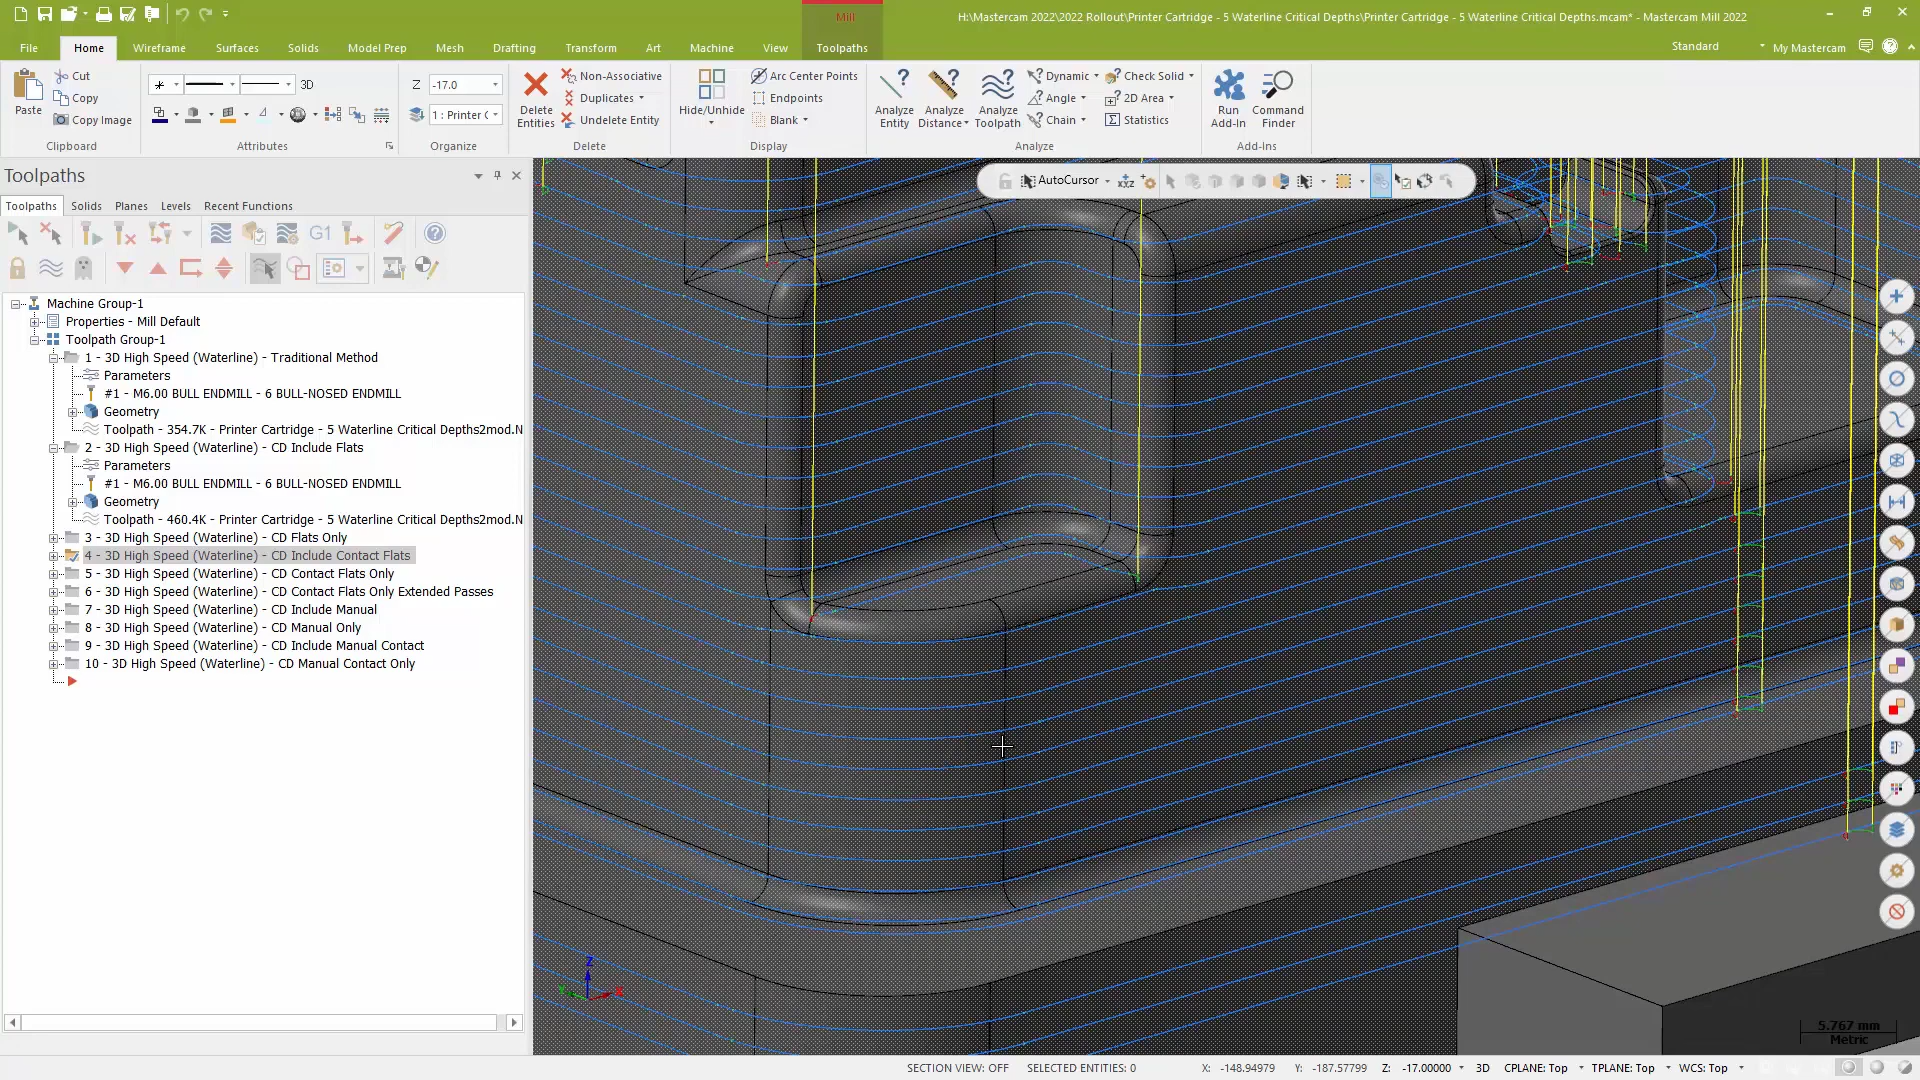 Mill
H:\Mastercam 2022\2022 Rollout\Printer Cartridge - 5 Waterline Critical Depths\Printer Cartridge - 5 Waterline Critical Depths.mcam* - Mastercam Mill 2022
File Home Wireframe Surfaces Solids Model Prep Mesh Drafting Transform Art Machine View Toolpaths Standard My Mastercam
Paste Cut Copy Copy Image
Clipboard
3D
Attributes
Z -17.0
1 : Printer C
Organize
Delete Entities Non-Associative Duplicates Undelete Entity
Delete
Hide/Unhide Arc Center Points Endpoints Blank
Display
Analyze Entity Analyze Distance Analyze Toolpath Dynamic Angle Chain Check Solid 2D Area Statistics
Analyze
Run Add-In Command Finder
Add-Ins
Toolpaths
AutoCursor
Toolpaths Solids Planes Levels Recent Functions
G1
Machine Group-1
Properties - Mill Default
Toolpath Group-1
1 - 3D High Speed (Waterline) - Traditional Method
Parameters
#1 - M6.00 BULL ENDMILL - 6 BULL-NOSED ENDMILL
Geometry
Toolpath - 354.7K - Printer Cartridge - 5 Waterline Critical Depths2mod.N
2 - 3D High Speed (Waterline) - CD Include Flats
Parameters
#1 - M6.00 BULL ENDMILL - 6 BULL-NOSED ENDMILL
Geometry
Toolpath - 460.4K - Printer Cartridge - 5 Waterline Critical Depths2mod.N
3 - 3D High Speed (Waterline) - CD Flats Only
4 - 3D High Speed (Waterline) - CD Include Contact Flats
5 - 3D High Speed (Waterline) - CD Contact Flats Only
6 - 3D High Speed (Waterline) - CD Contact Flats Only Extended Passes
7 - 3D High Speed (Waterline) - CD Include Manual
8 - 3D High Speed (Waterline) - CD Manual Only
9 - 3D High Speed (Waterline) - CD Include Manual Contact
10 - 3D High Speed (Waterline) - CD Manual Contact Only
Z
Y X
5.767 mm
Metric
SECTION VIEW: OFF SELECTED ENTITIES: 0 X: -148.94979 Y: -187.57799 Z: -17.00000 3D CPLANE: Top TPLANE: Top WCS: Top